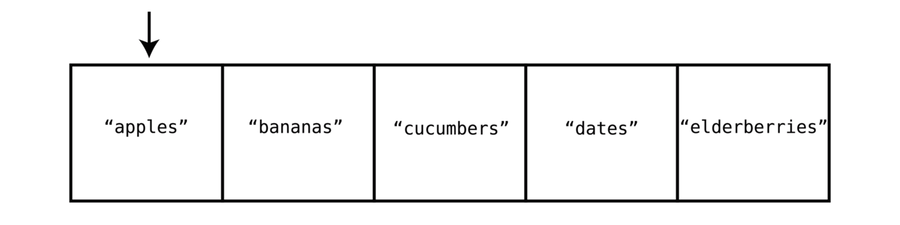 “apples” “bananas” “cucumbers” “dates” “elderberries”